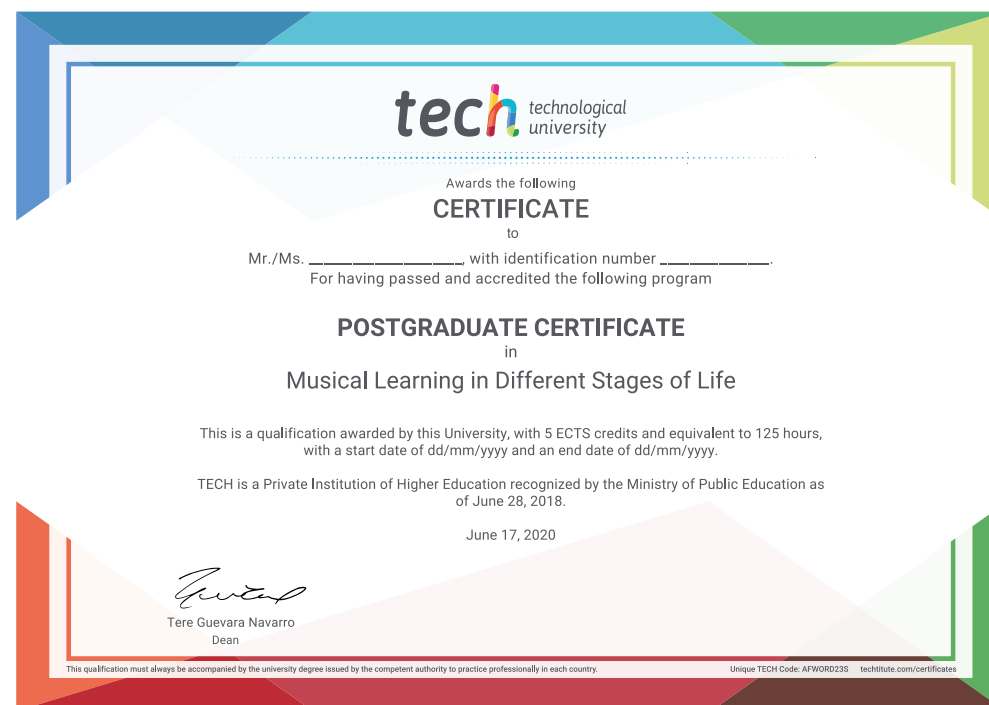 tech technological
university
Awards the following
CERTIFICATE
to
Mr./Ms. ____________________, with identification number ______________.
For having passed and accredited the following program
POSTGRADUATE CERTIFICATE
in
Musical Learning in Different Stages of Life
This is a qualification awarded by this University, with 5 ECTS credits and equivalent to 125 hours,
with a start date of dd/mm/yyyy and an end date of dd/mm/yyyy.
TECH is a Private Institution of Higher Education recognized by the Ministry of Public Education as
of June 28, 2018.
June 17, 2020
Tere Guevara Navarro
Dean
This qualification must always be accompanied by the university degree issued by the competent authority to practice professionally in each country.
Unique TECH Code: AFWORD23S techtitute.com/certificates